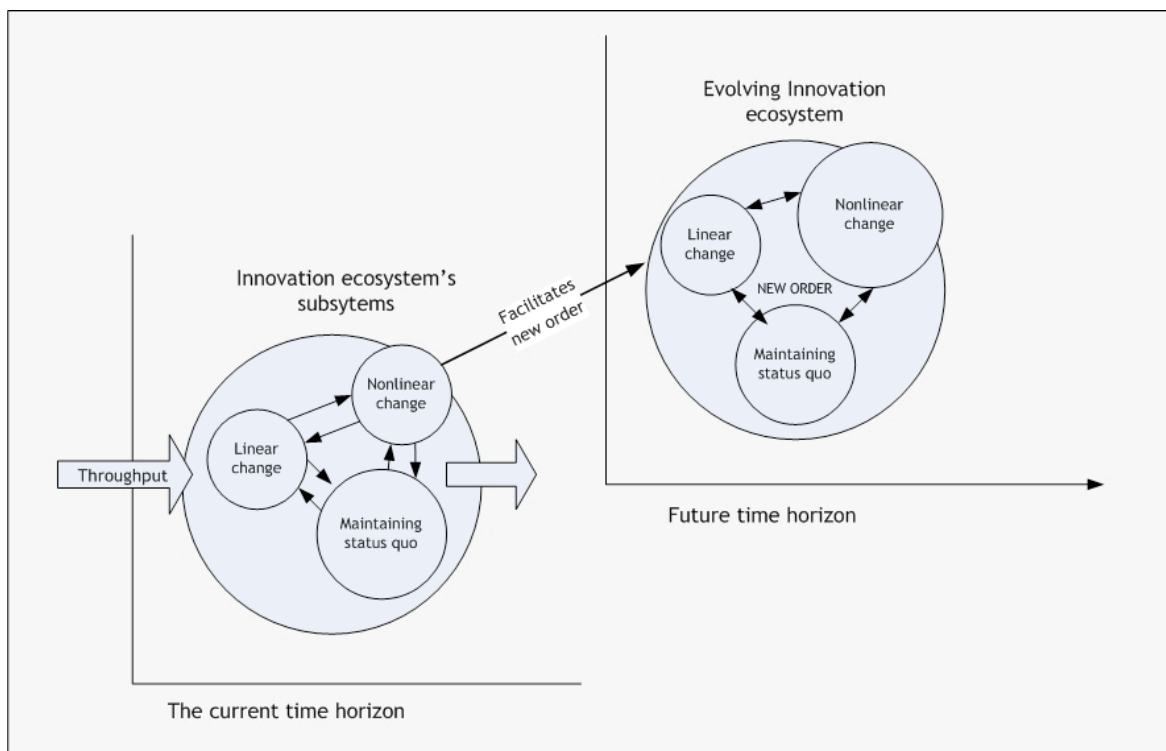 Evolving Innovation
ecosystem
Nonlinear
change
Linear
change
NEW ORDER
Maintaining
status quo
Future time horizon
Facilitates
new order
Innovation ecosystem's
subsytems
Nonlinear
change
Linear
change
Throughput
Maintaining
status quo
The current time horizon